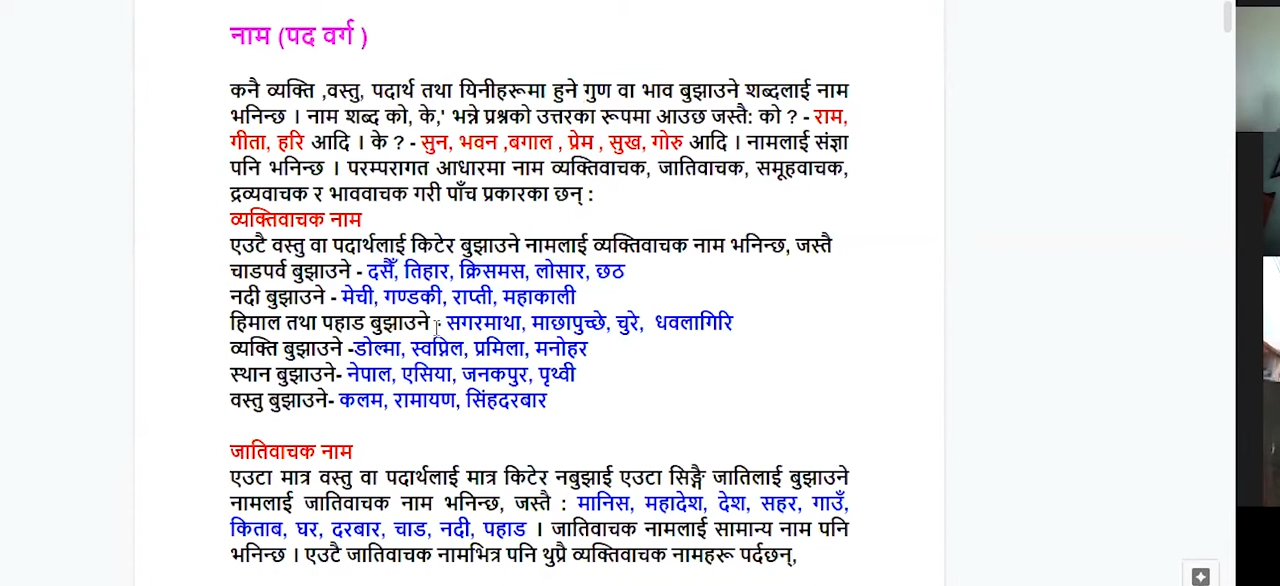 नाम (पद वर्ग )
कनै व्यक्ति ,वस्तु, पदार्थ तथा यिनीहरूमा हुने गुण वा भाव बुझाउने शब्दलाई नाम
भनिन्छ । नाम शब्द को, के,' भन्ने प्रश्नको उत्तरका रूपमा आउछ जस्तै: को ? - राम,
गीता, हरि आदि । के ? - सुन, भवन ,बगाल , प्रेम , सुख, गोरु आदि । नामलाई संज्ञा
पनि भनिन्छ । परम्परागत आधारमा नाम व्यक्तिवाचक, जातिवाचक, समूहवाचक,
द्रव्यवाचक र भाववाचक गरी पाँच प्रकारका छन् :
व्यक्तिवाचक नाम
एउटै वस्तु वा पदार्थलाई किटेर बुझाउने नामलाई व्यक्तिवाचक नाम भनिन्छ, जस्तै
चाडपर्व बुझाउने - दसैँ, तिहार, क्रिसमस, लोसार, छठ
नदी बुझाउने - मेची, गण्डकी, राप्ती, महाकाली
हिमाल तथा पहाड बुझाउने - सगरमाथा, माछापुच्छे, चुरे, धवलागिरि
व्यक्ति बुझाउने -डोल्मा, स्वप्निल, प्रमिला, मनोहर
स्थान बुझाउने- नेपाल, एसिया, जनकपुर, पृथ्वी
वस्तु बुझाउने- कलम, रामायण, सिंहदरबार
जातिवाचक नाम
एउटा मात्र वस्तु वा पदार्थलाई मात्र किटेर नबुझाई एउटा सिङ्गै जातिलाई बुझाउने
नामलाई जातिवाचक नाम भनिन्छ, जस्तै : मानिस, महादेश, देश, सहर, गाउँ,
किताब, घर, दरबार, चाड, नदी, पहाड । जातिवाचक नामलाई सामान्य नाम पनि
भनिन्छ । एउटै जातिवाचक नामभित्र पनि थुप्रै व्यक्तिवाचक नामहरू पर्दछन्,